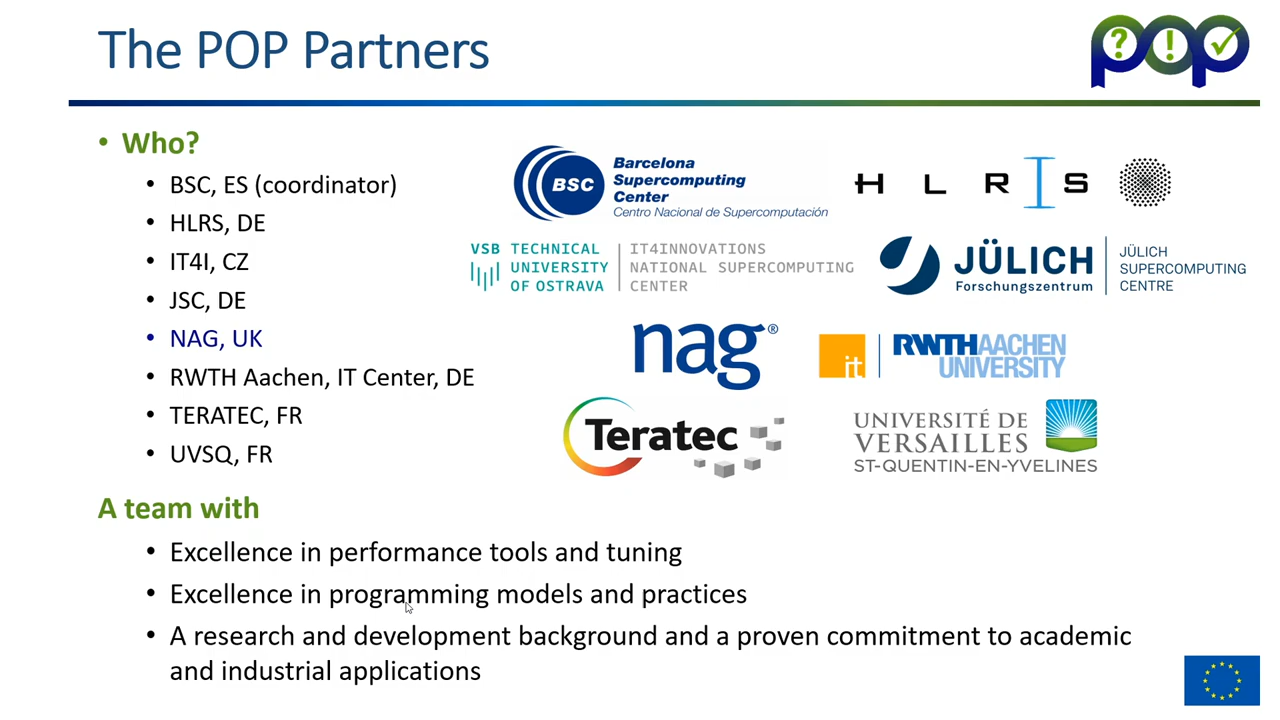 The POP Partners
pop
? ! ✓
• Who?
• BSC, ES (coordinator)
• HLRS, DE
• IT4I, CZ
• JSC, DE
• NAG, UK
• RWTH Aachen, IT Center, DE
• TERATEC, FR
• UVSQ, FR
BSC
Barcelona
Supercomputing
Center
Centro Nacional de Supercomputación
H L R I S
VSB TECHNICAL
UNIVERSITY
OF OSTRAVA
IT4INNOVATIONS
NATIONAL SUPERCOMPUTING
CENTER
JÜLICH
Forschungszentrum
JÜLICH
SUPERCOMPUTING
CENTRE
nag®
it
RWTHAACHEN
UNIVERSITY
Teratec
UNIVERSITÉ DE
VERSAILLES
ST-QUENTIN-EN-YVELINES
A team with
• Excellence in performance tools and tuning
• Excellence in programming models and practices
• A research and development background and a proven commitment to academic
and industrial applications